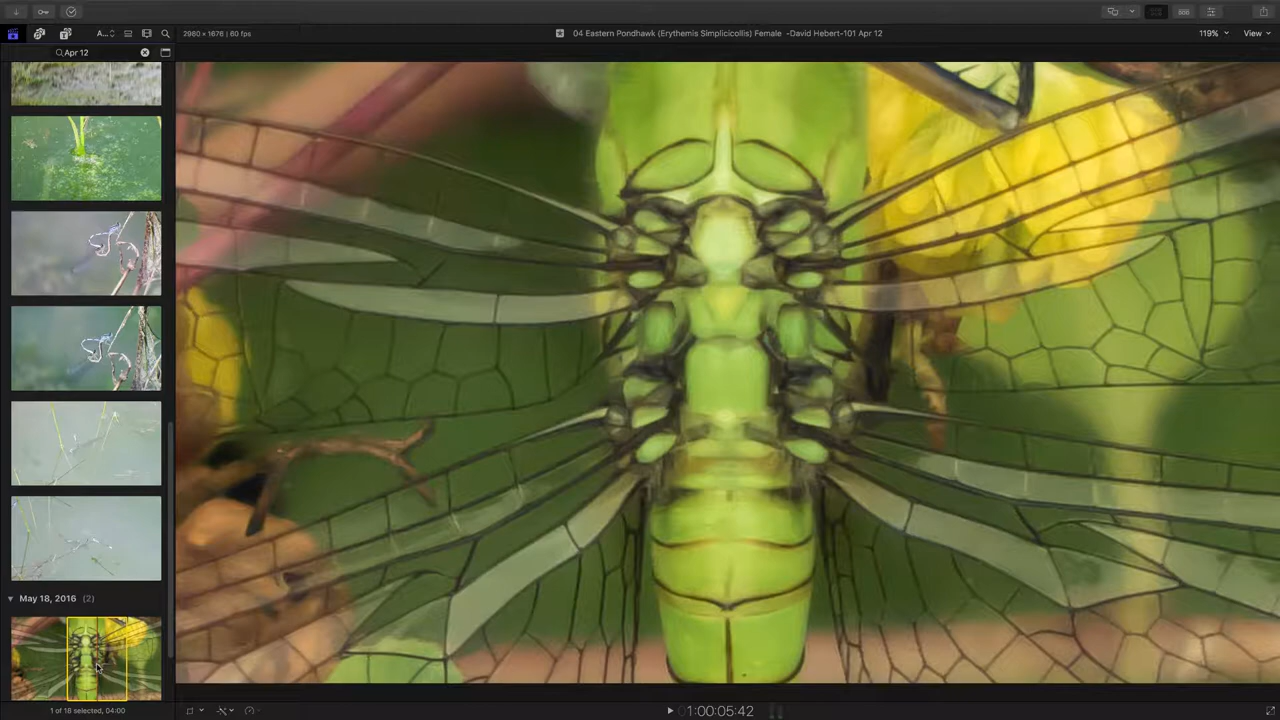 A...
2960 × 1676 | 60 fps
04 Eastern Pondhawk (Erythemis Simplicicollis) Female -David Hebert-101 Apr 12
119%
View
Apr 12
May 18, 2016 (2)
1 of 18 selected, 04:00
1:00:05:42